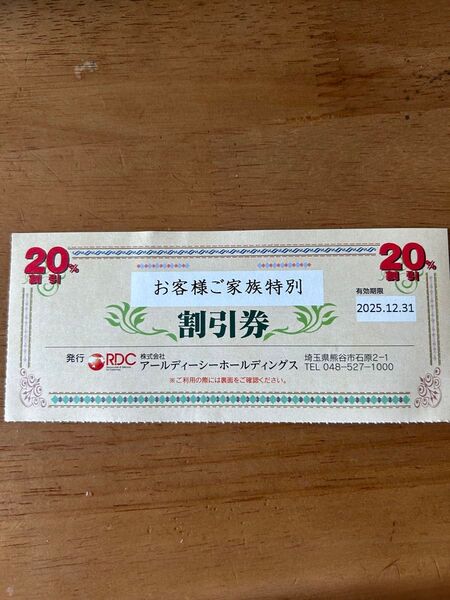 20%
割引
20%
割引
お客様ご家族特別
割引券
有効期限
2025.12.31
発行 RDC 株式会社
アールディーシーホールディングス
埼玉県熊谷市石原2-1
TEL 048-527-1000
※ご利用の際には裏面をご確認ください。